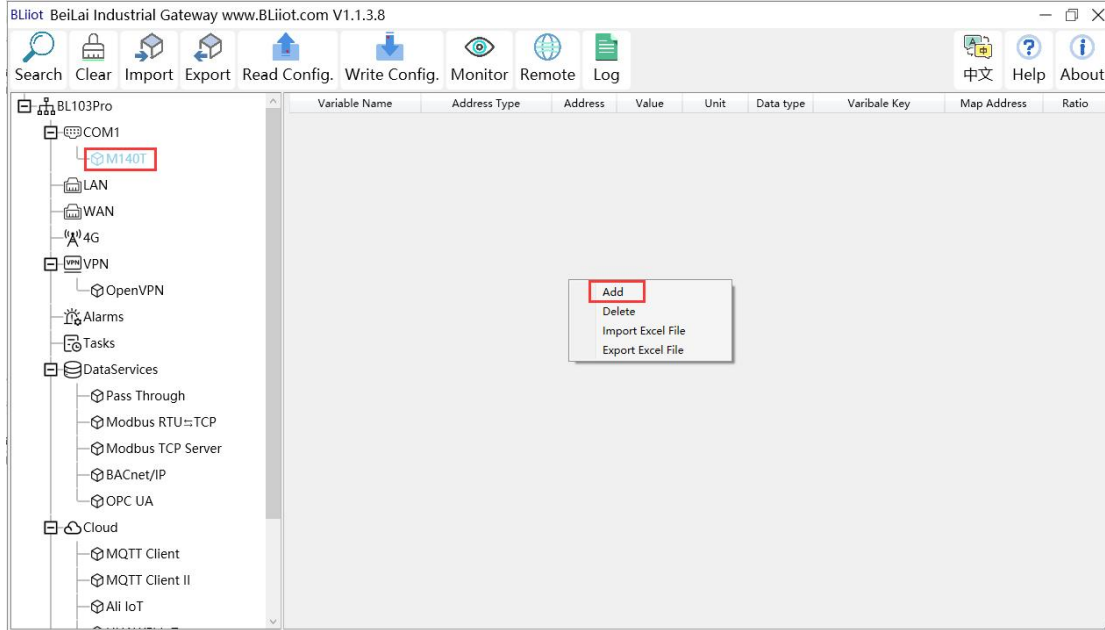 BLiiot BeiLai Industrial Gateway www.BLiiot.com V1.1.3.8
Search Clear Import Export Read Config. Write Config. Monitor Remote Log 中文 Help About
Variable Name Address Type Address Value Unit Data type Varibale Key Map Address Ratio
BL103Pro
COM1
M140T
LAN
WAN
4G
VPN
OpenVPN
Alarms
Tasks
DataServices
Pass Through
Modbus RTU⇆TCP
Modbus TCP Server
BACnet/IP
OPC UA
Cloud
MQTT Client
MQTT Client II
Ali IoT
Add
Delete
Import Excel File
Export Excel File